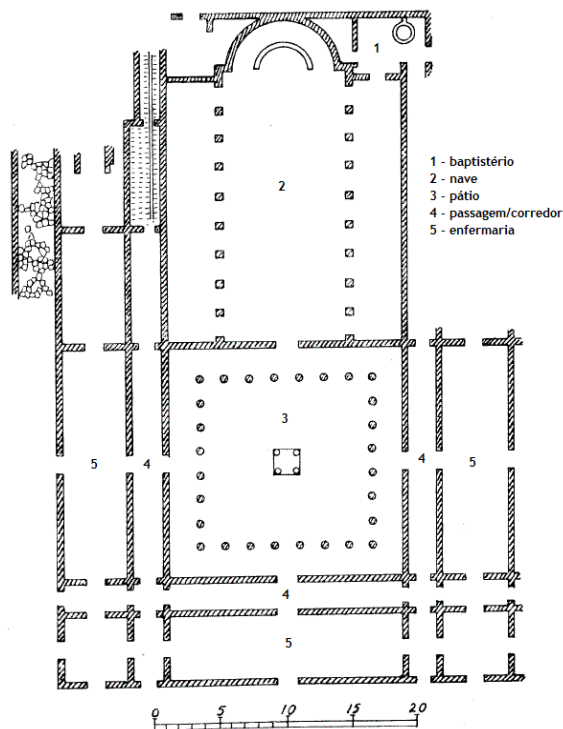 1
2
1 - baptistério
2 - nave
3 - pátio
4 - passagem/corredor
5 - enfermaria
3
5
4
4
5
4
5
0 5 10 15 20